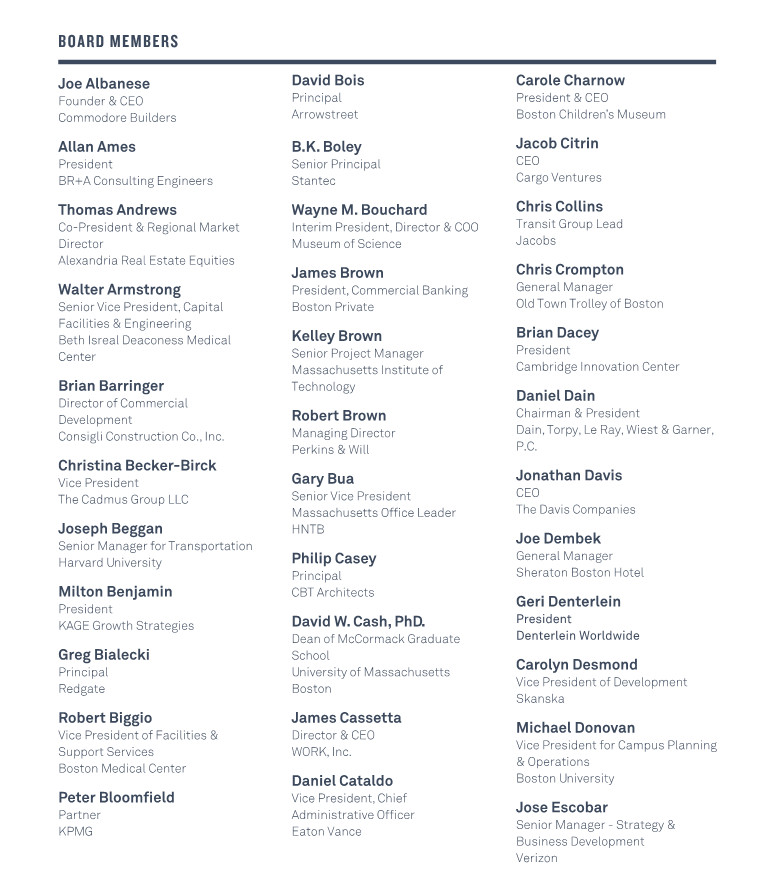 BOARD MEMBERS
Joe Albanese
Founder & CEO
Commodore Builders
Allan Ames
President
BR+A Consulting Engineers
Thomas Andrews
Co-President & Regional Market
Director
Alexandria Real Estate Equities
Walter Armstrong
Senior Vice President, Capital
Facilities & Engineering
Beth Isreal Deaconess Medical
Center
Brian Barringer
Director of Commercial
Development
Consigli Construction Co., Inc.
Christina Becker-Birck
Vice President
The Cadmus Group LLC
Joseph Beggan
Senior Manager for Transportation
Harvard University
Milton Benjamin
President
KAGE Growth Strategies
Greg Bialecki
Principal
Redgate
Robert Biggio
Vice President of Facilities &
Support Services
Boston Medical Center
Peter Bloomfield
Partner
KPMG
David Bois
Principal
Arrowstreet
B.K. Boley
Senior Principal
Stantec
Wayne M. Bouchard
Interim President, Director & COO
Museum of Science
James Brown
President, Commercial Banking
Boston Private
Kelley Brown
Senior Project Manager
Massachusetts Institute of
Technology
Robert Brown
Managing Director
Perkins & Will
Gary Bua
Senior Vice President
Massachusetts Office Leader
HNTB
Philip Casey
Principal
CBT Architects
David W. Cash, PhD.
Dean of McCormack Graduate
School
University of Massachusetts
Boston
James Cassetta
Director & CEO
WORK, Inc.
Daniel Cataldo
Vice President, Chief
Administrative Officer
Eaton Vance
Carole Charnow
President & CEO
Boston Children's Museum
Jacob Citrin
CEO
Cargo Ventures
Chris Collins
Transit Group Lead
Jacobs
Chris Crompton
General Manager
Old Town Trolley of Boston
Brian Dacey
President
Cambridge Innovation Center
Daniel Dain
Chairman & President
Dain, Torpy, Le Ray, Wiest & Garner,
P.C.
Jonathan Davis
CEO
The Davis Companies
Joe Dembek
General Manager
Sheraton Boston Hotel
Geri Denterlein
President
Denterlein Worldwide
Carolyn Desmond
Vice President of Development
Skanska
Michael Donovan
Vice President for Campus Planning
& Operations
Boston University
Jose Escobar
Senior Manager - Strategy &
Business Development
Verizon